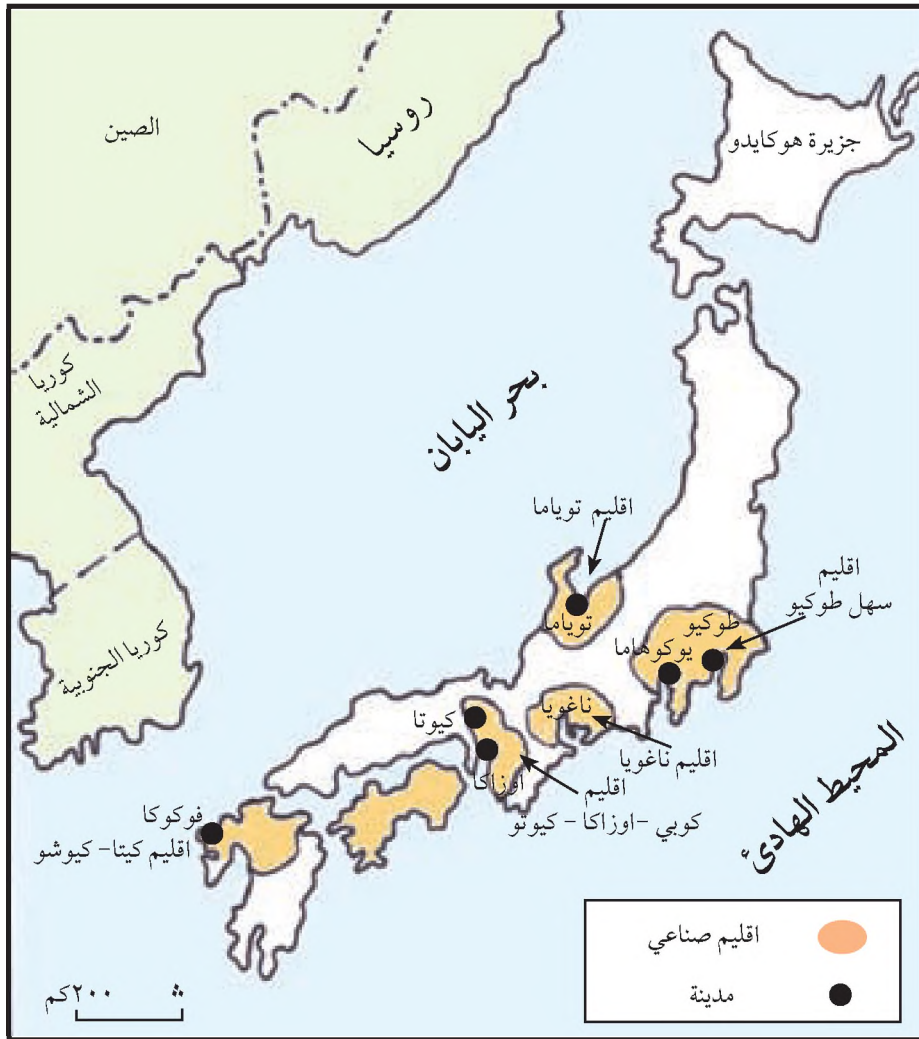 الصين
روسيا
جزيرة هوكايدو
كوريا
الشمالية
بحر اليابان
اقليم توياما
توياما
اقليم
سهل طوكيو
طوكيو
يوكوهاما
كوريا الجنوبية
ناغويا
اقليم ناغويا
كيوتا
اوزاكا
اقليم
كوبي - اوزاكا - كيوتو
المحيط الهادئ
فوكوكا
اقليم كيتا - كيوشو
اقليم صناعي
مدينة
٢٠٠كم